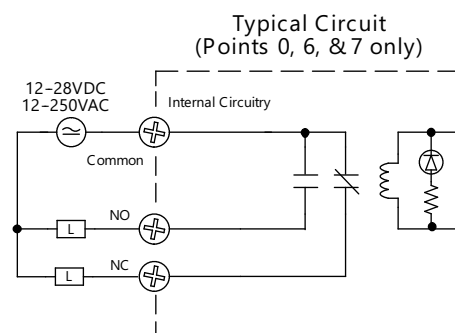 Typical Circuit
(Points 0, 6, & 7 only)
12–28VDC
12–250VAC
Internal Circuitry
Common
NO
L
NC
L